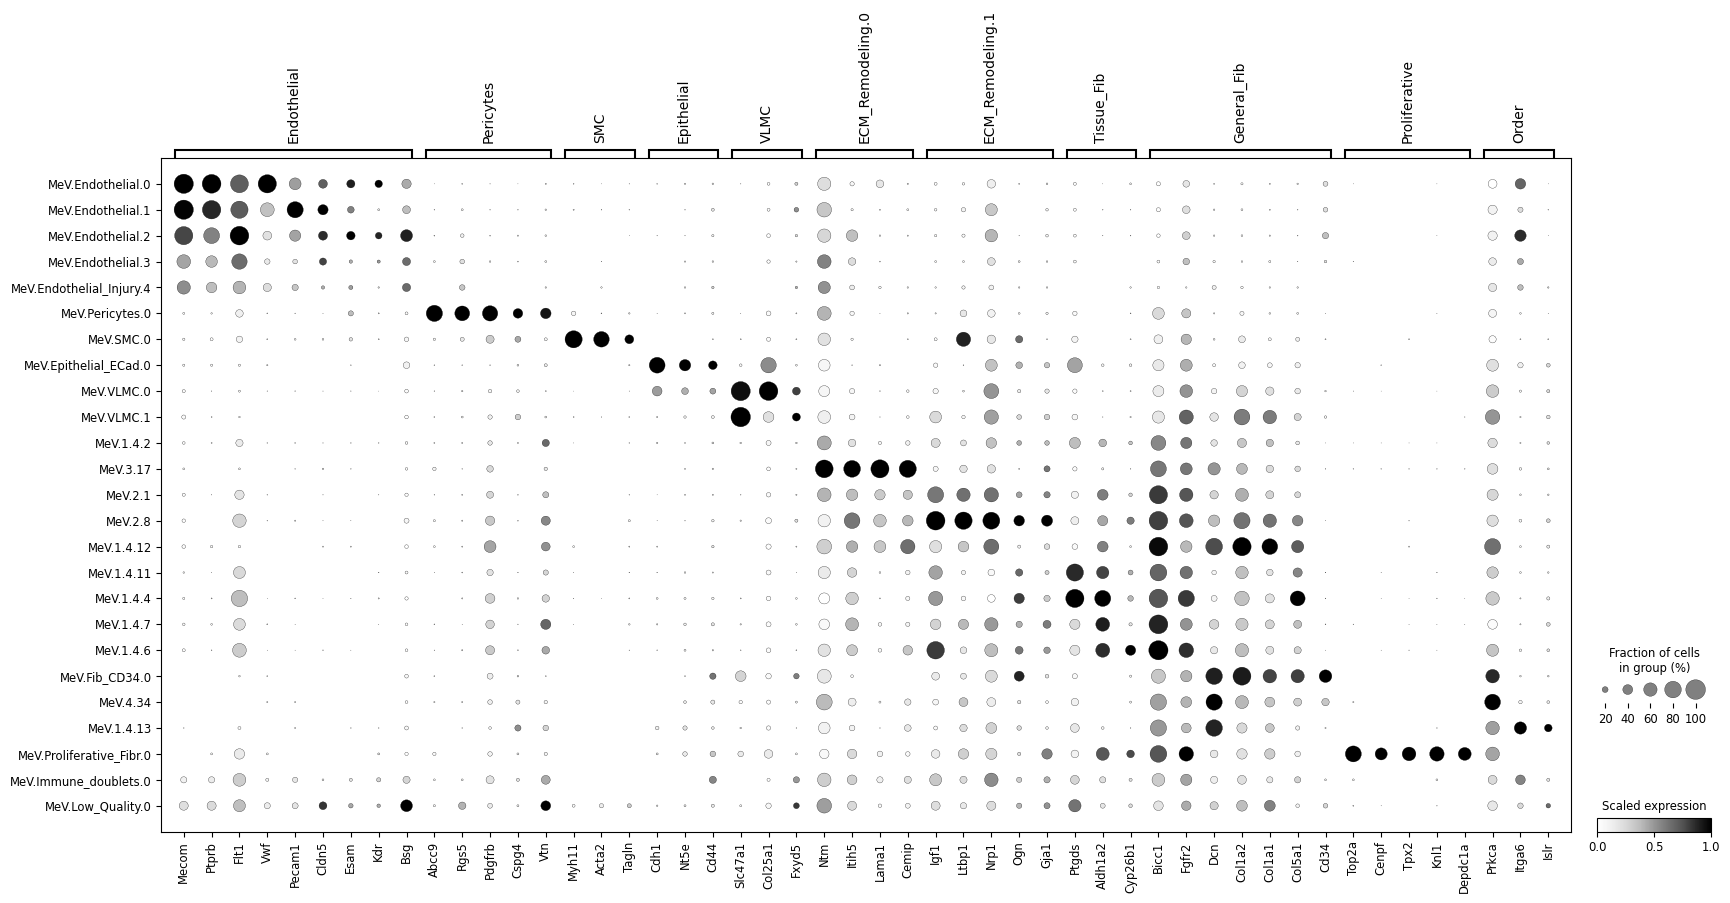 Endothelial
Pericytes
SMC
Epithelial
VLMC
ECM_Remodeling.0
ECM_Remodeling.1
Tissue_Fib
General_Fib
Proliferative
Order
MeV.Endothelial.0
MeV.Endothelial.1
MeV.Endothelial.2
MeV.Endothelial.3
MeV.Endothelial_Injury.4
MeV.Pericytes.0
MeV.SMC.0
MeV.Epithelial_ECad.0
MeV.VLMC.0
MeV.VLMC.1
MeV.1.4.2
MeV.3.17
MeV.2.1
MeV.2.8
MeV.1.4.12
MeV.1.4.11
MeV.1.4.4
MeV.1.4.7
MeV.1.4.6
MeV.Fib_CD34.0
MeV.4.34
MeV.1.4.13
MeV.Proliferative_Fibr.0
MeV.Immune_doublets.0
MeV.Low_Quality.0
Mecom
Ptprb
Flt1
Vwf
Pecam1
Cldn5
Esam
Kdr
Bsg
Abcc9
Rgs5
Pdgfrb
Cspg4
Vtn
Myh11
Acta2
Tagln
Cdh1
Nt5e
Cd44
Slc47a1
Col25a1
Fxyd5
Ntm
Itih5
Lama1
Cemip
Igf1
Ltbp1
Nrp1
Ogn
Gja1
Ptgds
Aldh1a2
Cyp26b1
Bicc1
Fgfr2
Dcn
Col1a2
Col1a1
Col5a1
Cd34
Top2a
Cenpf
Tpx2
Knl1
Depdc1a
Prkca
Itga6
Islr
Fraction of cells
in group (%)
20 40 60 80 100
Scaled expression
0.0 0.5 1.0